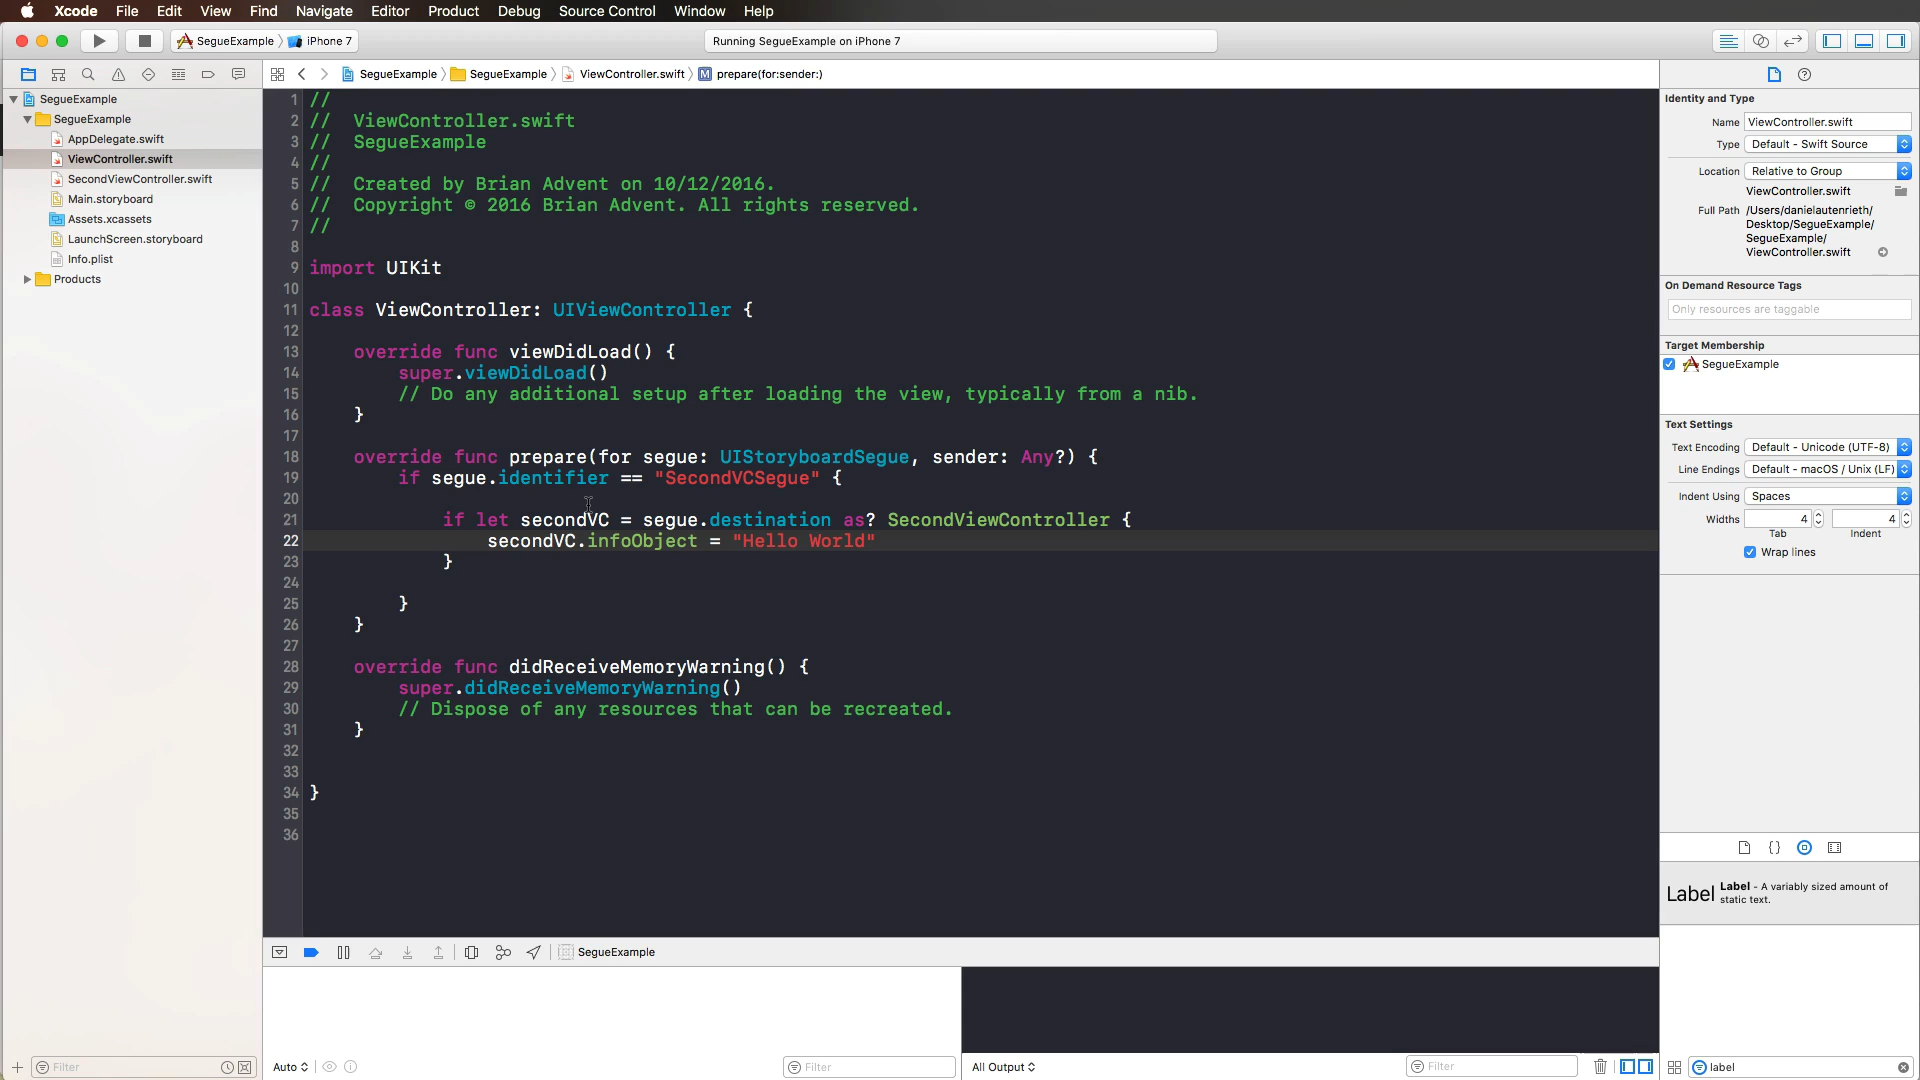 Xcode File Edit View Find Navigate Editor Product Debug Source Control Window Help
SegueExample iPhone 7
Running SegueExample on iPhone 7
SegueExample SegueExample ViewController.swift M prepare(for:sender:)
SegueExample
SegueExample
AppDelegate.swift
ViewController.swift
SecondViewController.swift
Main.storyboard
Assets.xcassets
LaunchScreen.storyboard
Info.plist
Products
Filter
1 //
2 // ViewController.swift
3 // SegueExample
4 //
5 // Created by Brian Advent on 10/12/2016.
6 // Copyright © 2016 Brian Advent. All rights reserved.
7 //
8
9 import UIKit
10
11 class ViewController: UIViewController {
12
13 override func viewDidLoad() {
14 super.viewDidLoad()
15 // Do any additional setup after loading the view, typically from a nib.
16 }
17
18 override func prepare(for segue: UIStoryboardSegue, sender: Any?) {
19 if segue.identifier == "SecondVCSegue" {
20
21 if let secondVC = segue.destination as? SecondViewController {
22 secondVC.infoObject = "Hello World"
23 }
24
25 }
26 }
27
28 override func didReceiveMemoryWarning() {
29 super.didReceiveMemoryWarning()
30 // Dispose of any resources that can be recreated.
31 }
32
33
34 }
35
36
SegueExample
Auto
Filter
All Output
Filter
Identity and Type
Name ViewController.swift
Type Default - Swift Source
Location Relative to Group
ViewController.swift
Full Path /Users/danielautenrieth/
Desktop/SegueExample/
SegueExample/
ViewController.swift
On Demand Resource Tags
Only resources are taggable
Target Membership
SegueExample
Text Settings
Text Encoding Default - Unicode (UTF-8)
Line Endings Default - macOS / Unix (LF)
Indent Using Spaces
Widths 4 4
Tab Indent
Wrap lines
{}
Label Label - A variably sized amount of
static text.
label